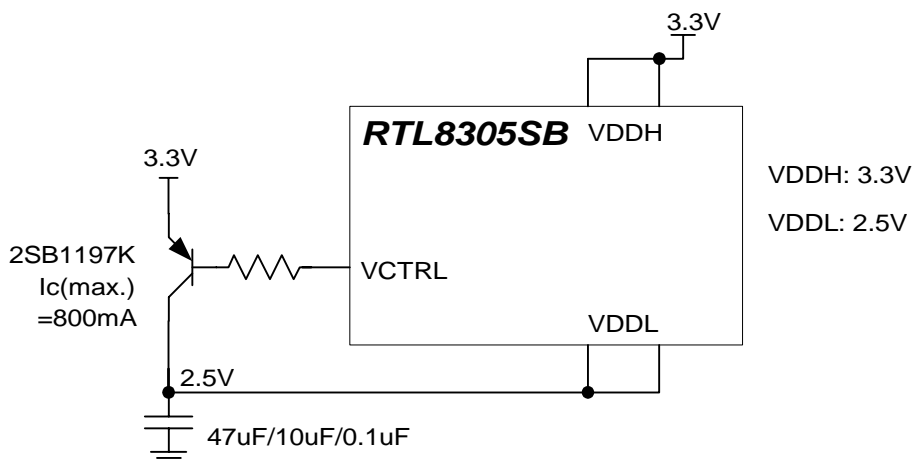 3.3V
RTL8305SB
VDDH
3.3V
VDDH: 3.3V
VDDL: 2.5V
2SB1197K
Ic(max.)
=800mA
VCTRL
VDDL
2.5V
47uF/10uF/0.1uF